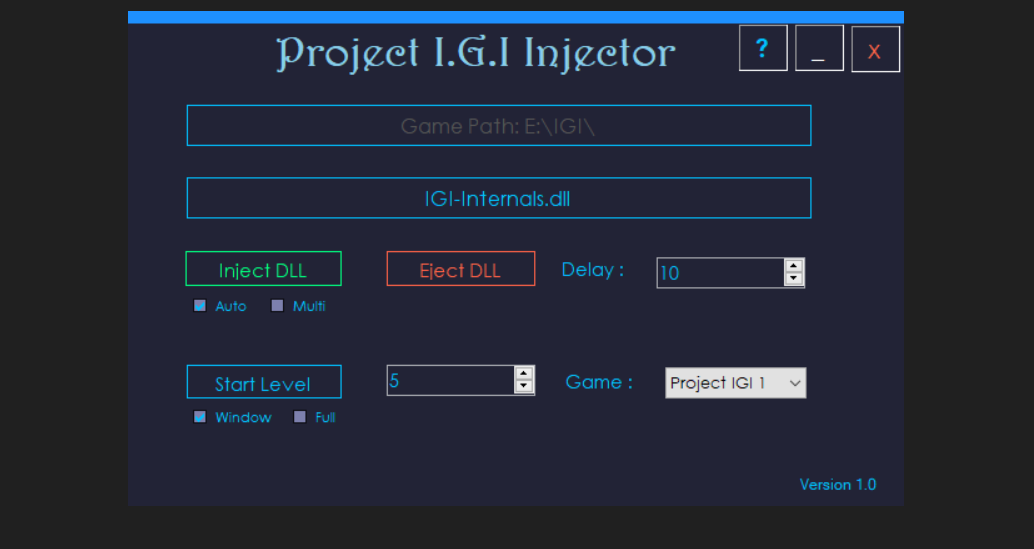 Project I.G.I Injector ? _ X
Game Path: E:\IGI\
IGI-Internals.dll
Inject DLL Eject DLL Delay : 10
Auto Multi
Start Level 5 Game : Project IGI 1
Window Full
Version 1.0